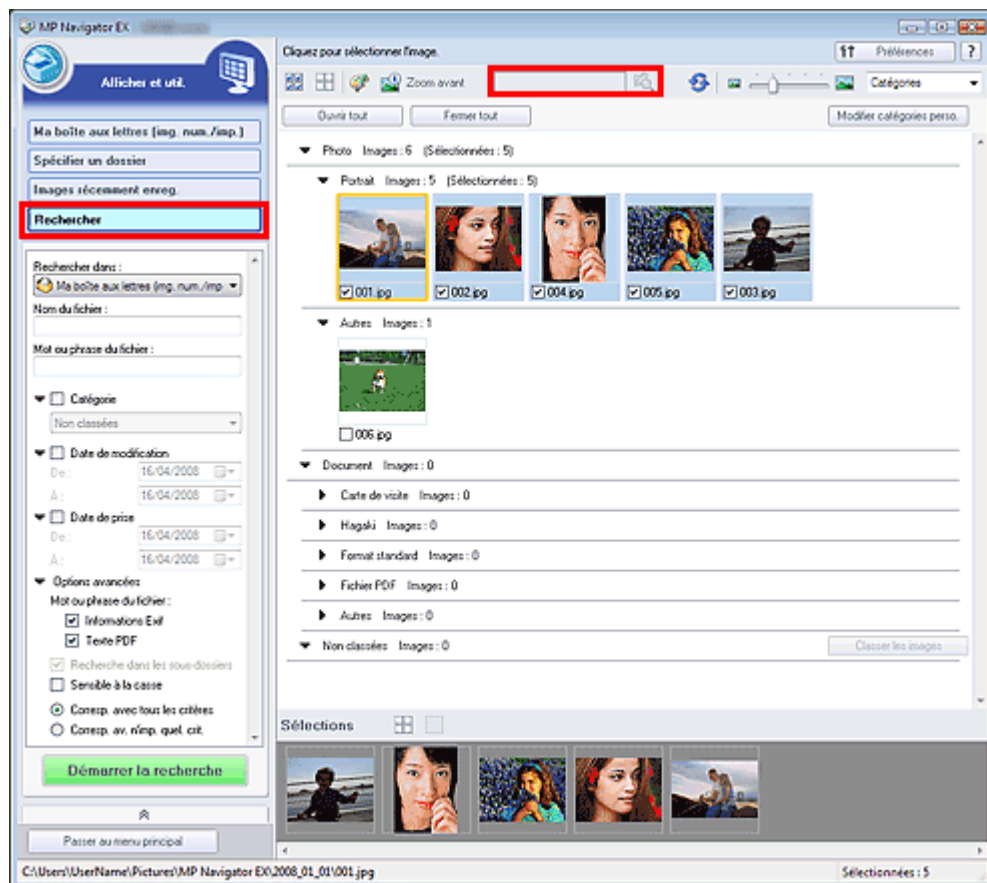 MP Navigator EX
Cliquez pour sélectionner l'image.
Préférences
?
Afficher et util.
Zoom avant
Catégories
Ouvrir tout
Fermer tout
Modifier catégories perso.
Ma boîte aux lettres (img. num./imp.)
Spécifier un dossier
Images récemment enreg.
Rechercher
Rechercher dans :
Ma boîte aux lettres (img. num./imp
Nom du fichier :
Mot ou phrase du fichier :
Catégorie
Non classées
Date de modification
De : 16/04/2008
À : 16/04/2008
Date de prise
De : 16/04/2008
À : 16/04/2008
Options avancées
Mot ou phrase du fichier :
Informations Exif
Texte PDF
Recherche dans les sous-dossiers
Sensible à la casse
Corresp. avec tous les critères
Corresp. av. n'imp. quel. crit.
Démarrer la recherche
Passer au menu principal
Photo Images : 6 (Sélectionnées : 5)
Portrait Images : 5 (Sélectionnées : 5)
001.jpg
002.jpg
004.jpg
005.jpg
003.jpg
Autres Images : 1
006.jpg
Document Images : 0
Carte de visite Images : 0
Hagaki Images : 0
Format standard Images : 0
Fichier PDF Images : 0
Autres Images : 0
Non classées Images : 0
Classer les images
Sélections
C:\Users\UserName\Pictures\MP Navigator EX\2008_01_01\001.jpg
Sélectionnées : 5